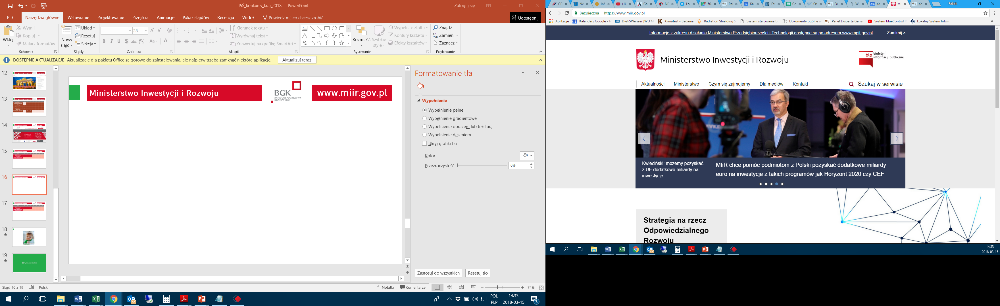 IIPiŚ_konkursy_kraj_2018 - PowerPoint
Zaloguj się
Plik
Narzędzia główne
Wstawianie
Projektowanie
Przejścia
Animacje
Pokaz slajdów
Recenzja
Widok
Powiedz mi, co chcesz zrobić
Udostępnij
Wklej
Wytnij
Kopiuj
Malarz formatów
Schowek
Nowy
slajd
Układ
Resetuj
Sekcja
Slajdy
28
B I U S abc AV Aa A
Czcionka
Kierunek tekstu
Wyrównaj tekst
Konwertuj na grafikę SmartArt
Akapit
Rozmieść
Szybkie
style
Wypełn. kształtu
Kontury kształtu
Efekty kształtów
Rysowanie
Znajdź
Zamień
Zaznacz
Edytowanie
DOSTĘPNE AKTUALIZACJE Aktualizacje dla pakietu Office są gotowe do zainstalowania, ale najpierw trzeba zamknąć niektóre aplikacje.
Aktualizuj teraz
12
13
14
15
16
17
18
19
Ministerstwo Inwestycji i Rozwoju
BGK
BANK GOSPODARSTWA
KRAJOWEGO
www.miir.gov.pl
Formatowanie tła
Wypełnienie
Wypełnienie pełne
Wypełnienie gradientowe
Wypełnienie obrazem lub teksturą
Wypełnienie deseniem
Ukryj grafiki tła
Kolor
Przezroczystość
0%
Zastosuj do wszystkich
Resetuj tło
Slajd 16 z 19
Polski
Notatki
Komentarze
74%
POL
PLP
14:33
2018-03-15
3
Patryk
Bezpieczna
https://www.miir.gov.pl
Aplikacje
Kalendarz Google - M
DyskSWeisser [WD M
Klimatest - Badania
Radiation Shielding S
System sterowania bu
Dokumenty ogólne a
Panel Eksperta Gene
System blueControl F
Lokalny System Infor
Informacje z zakresu działania Ministerstwa Przedsiębiorczości i Technologii dostępne są po adresem www.mpit.gov.pl
Zamknij ×
Ministerstwo Inwestycji i Rozwoju
bip
biuletyn
informacji publicznej
Aktualności
Ministerstwo
Czym się zajmujemy
Dla mediów
Kontakt
Szukaj w serwisie
Kwieciński: możemy pozyskać
z UE dodatkowe miliardy na
inwestycje
MIiR chce pomóc podmiotom z Polski pozyskać dodatkowe miliardy
euro na inwestycje z takich programów jak Horyzont 2020 czy CEF
Strategia na rzecz
Odpowiedzialnego
Rozwoju
14:33
2018-03-15